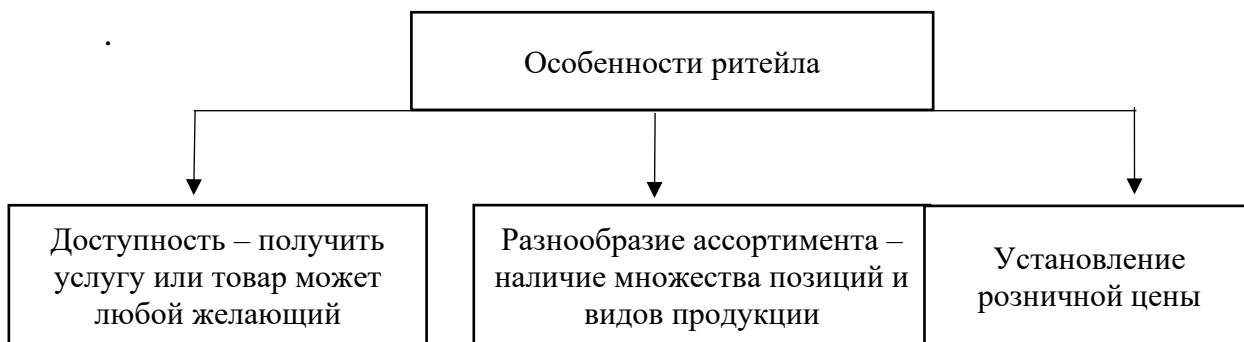 .
Особенности ритейла
Доступность – получить
услугу или товар может
любой желающий
Разнообразие ассортимента –
наличие множества позиций и
видов продукции
Установление
розничной цены